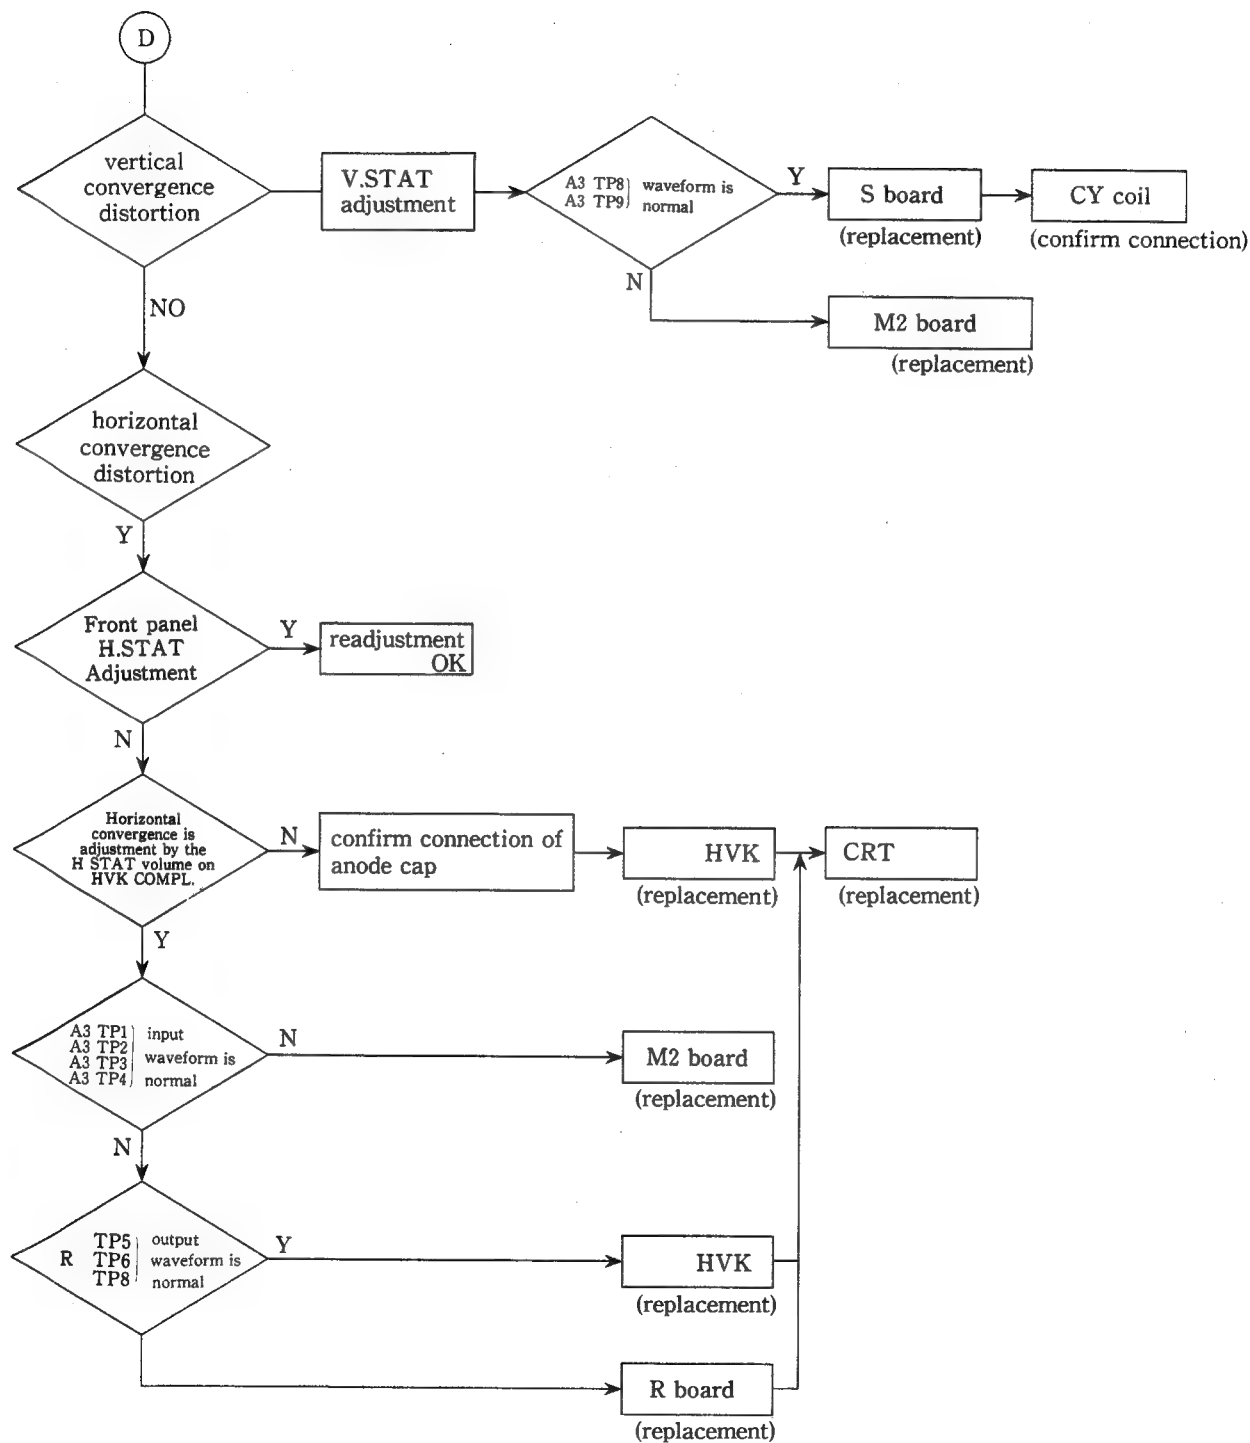 D
vertical
convergence
distortion
V.STAT
adjustment
A3 TP8
A3 TP9
waveform is
normal
Y
S board
(replacement)
CY coil
(confirm connection)
N
M2 board
(replacement)
NO
horizontal
convergence
distortion
Y
Front panel
H.STAT
Adjustment
Y
readjustment
OK
N
Horizontal
convergence is
adjustment by the
H STAT volume on
HVK COMPL.
N
confirm connection of
anode cap
HVK
(replacement)
CRT
(replacement)
Y
A3 TP1
A3 TP2
A3 TP3
A3 TP4
input
waveform is
normal
N
M2 board
(replacement)
N
R
TP5
TP6
TP8
output
waveform is
normal
Y
HVK
(replacement)
R board
(replacement)